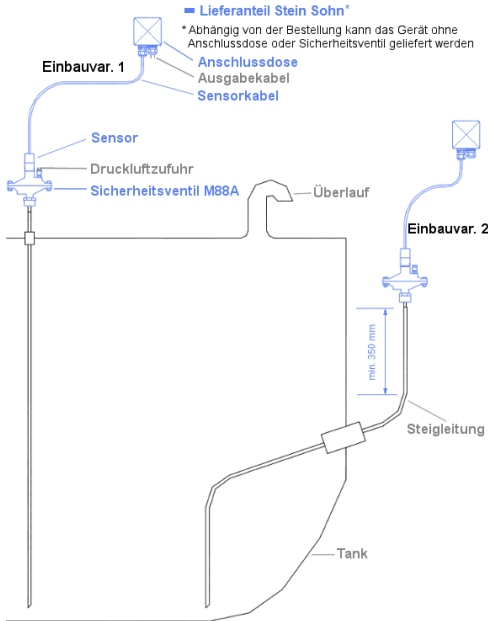 Lieferanteil Stein Sohn*
* Abhängig von der Bestellung kann das Gerät ohne
Anschlussdose oder Sicherheitsventil geliefert werden
Anschlussdose
Einbauvar. 1
Ausgabekabel
Sensorkabel
Sensor
Druckluftzufuhr
Sicherheitsventil M88A
Überlauf
Einbauvar. 2
min. 350 mm
Steigleitung
Tank